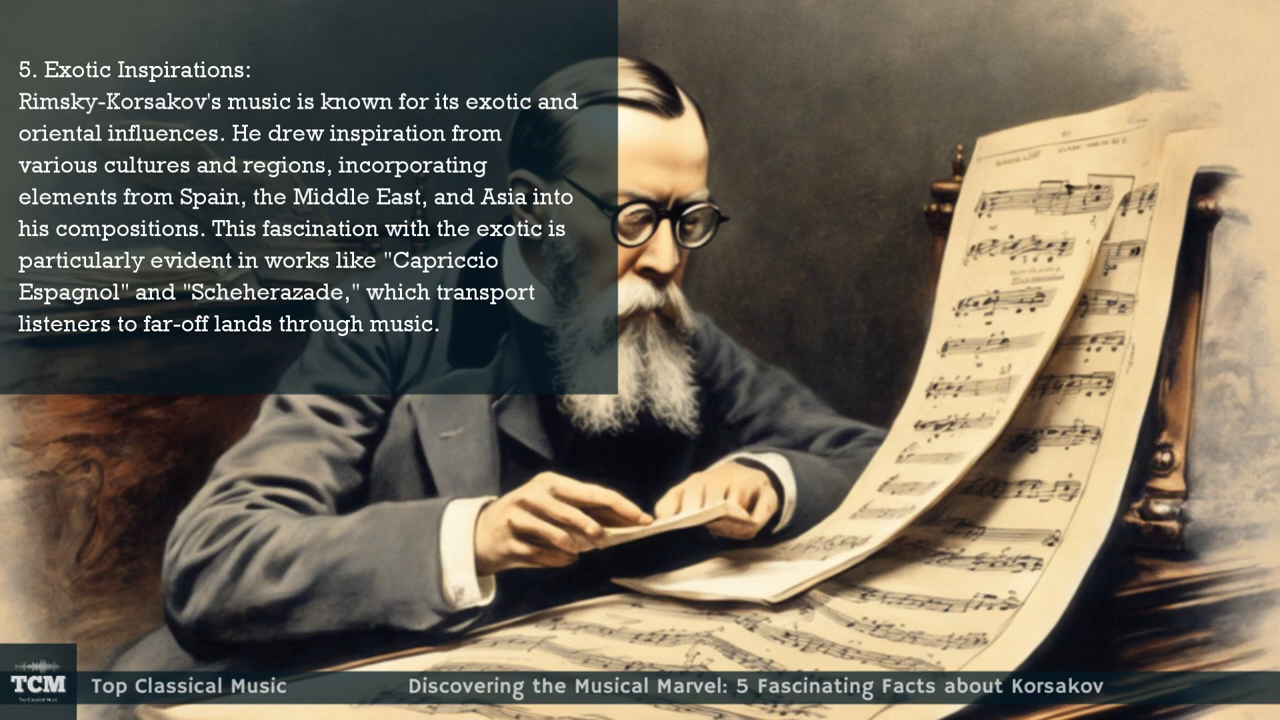 5. Exotic Inspirations:
Rimsky-Korsakov's music is known for its exotic and
oriental influences. He drew inspiration from
various cultures and regions, incorporating
elements from Spain, the Middle East, and Asia into
his compositions. This fascination with the exotic is
particularly evident in works like "Capriccio
Espagnol" and "Scheherazade," which transport
listeners to far-off lands through music.
TCM
Top Classical Music
Top Classical Music
Discovering the Musical Marvel: 5 Fascinating Facts about Korsakov